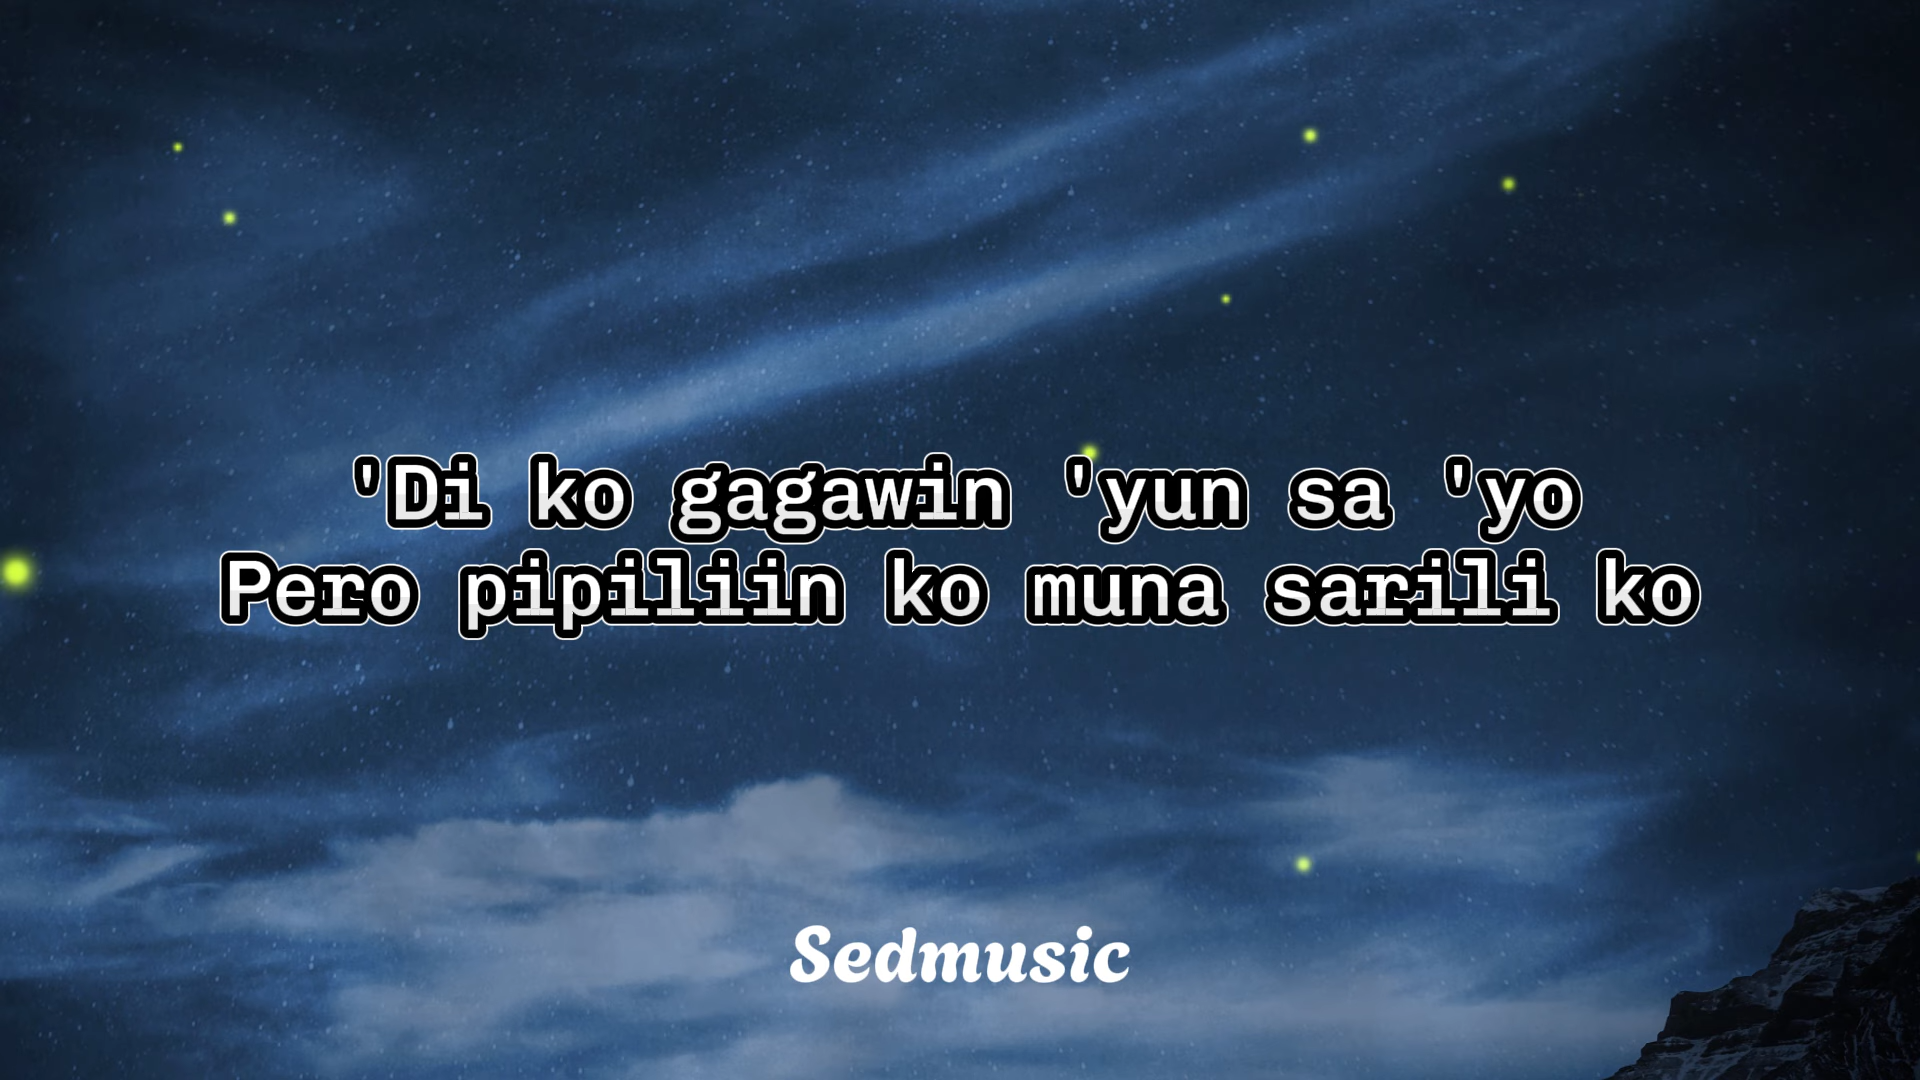 'Di ko gagawin 'yun sa 'yo
Pero pipiliin ko muna sarili ko
Sedmusic